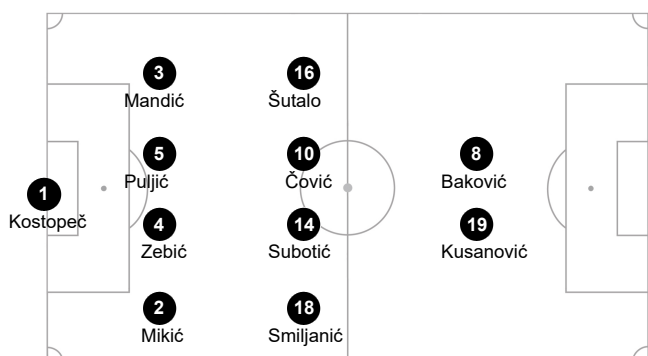 3
Mandić
16
Šutalo
5
Puljić
10
Čović
8
Baković
1
Kostopeč
4
Zebić
14
Subotić
19
Kusanović
2
Mikić
18
Smiljanić